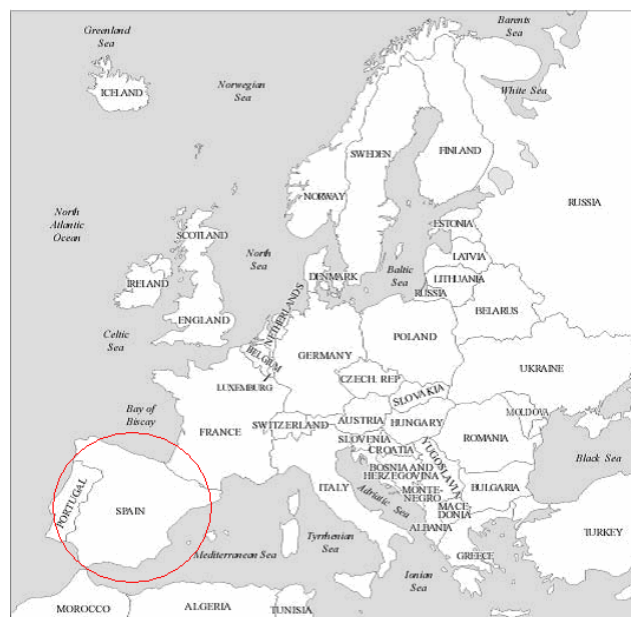 Greenland
Sea
Barents
Sea
ICELAND
Norwegian
Sea
White Sea
SWEDEN
FINLAND
NORWAY
RUSSIA
North
Atlantic
Ocean
SCOTLAND
ESTONIA
North
Sea
LATVIA
IRELAND
DENMARK
Baltic
Sea
LITHUANIA
RUSSIA
NETHERLANDS
BELARUS
ENGLAND
Celtic
Sea
POLAND
BELGIUM
GERMANY
UKRAINE
CZECH. REP
LUXEMBURG
SLOVAKIA
Bay of
Biscay
MOLDOVA
SWITZERLAND
AUSTRIA
HUNGARY
FRANCE
SLOVENIA
ROMANIA
CROATIA
YUGOSLAVIA
Black Sea
BOSNIA AND
HERZEGOVINA
PORTUGAL
ITALY
Adriatic Sea
MONTE-
NEGRO
BULGARIA
SPAIN
MACE
DONIA
ALBANIA
TURKEY
Tyrrhenian
Sea
Mediterranean Sea
GREECE
Ionian
Sea
MOROCCO
ALGERIA
TUNISIA